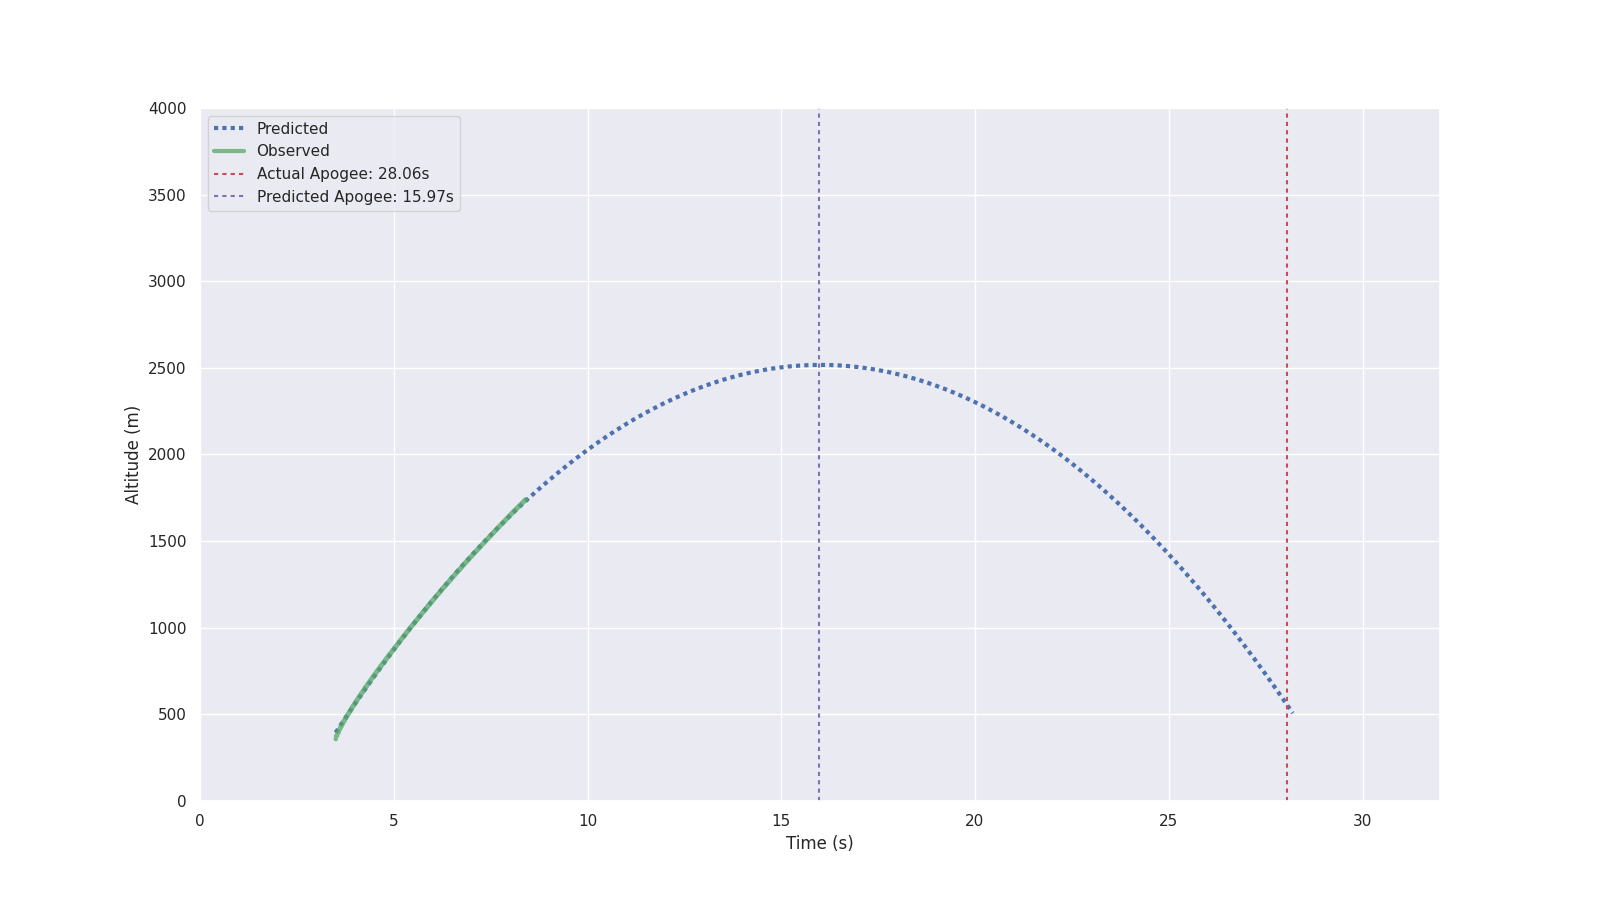 4000
3500
3000
2500
2000
1500
1000
500
0
Altitude (m)
Predicted
Observed
Actual Apogee: 28.06s
Predicted Apogee: 15.97s
0 5 10 15 20 25 30
Time (s)